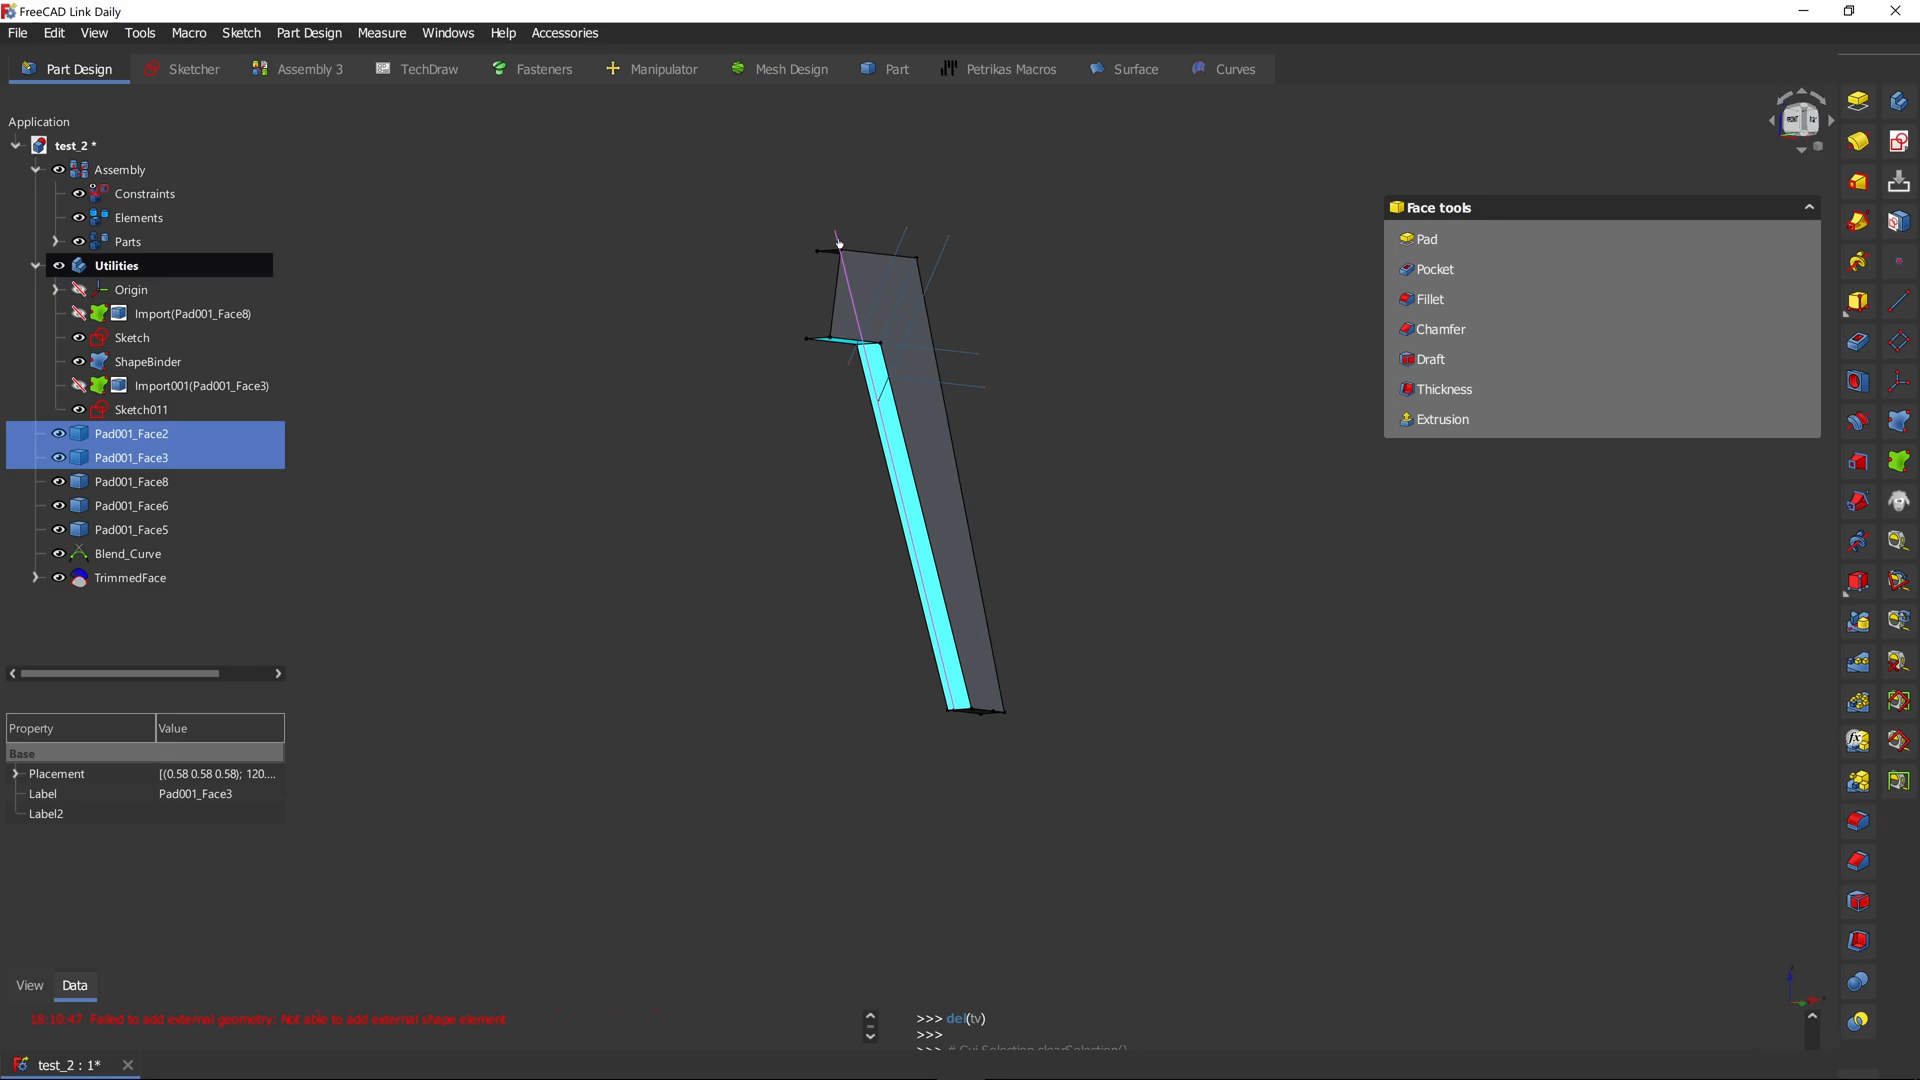 FreeCAD Link Daily
File Edit View Tools Macro Sketch Part Design Measure Windows Help Accessories
Part Design Sketcher Assembly 3 TechDraw Fasteners Manipulator Mesh Design Part Petrikas Macros Surface Curves
Application
test_2 *
Assembly
Constraints
Elements
Parts
Utilities
Origin
Import(Pad001_Face8)
Sketch
ShapeBinder
Import001(Pad001_Face3)
Sketch011
Pad001_Face2
Pad001_Face3
Pad001_Face8
Pad001_Face6
Pad001_Face5
Blend_Curve
TrimmedFace
Property Value
Base
Placement [(0.58 0.58 0.58); 120....
Label Pad001_Face3
Label2
View Data
18:10:47 Failed to add external geometry: Not able to add external shape element
>>> del(tv)
>>>
>>> # Gui.Selection.clearSelection()
test_2 : 1*
Face tools
Pad
Pocket
Fillet
Chamfer
Draft
Thickness
Extrusion
FRONT